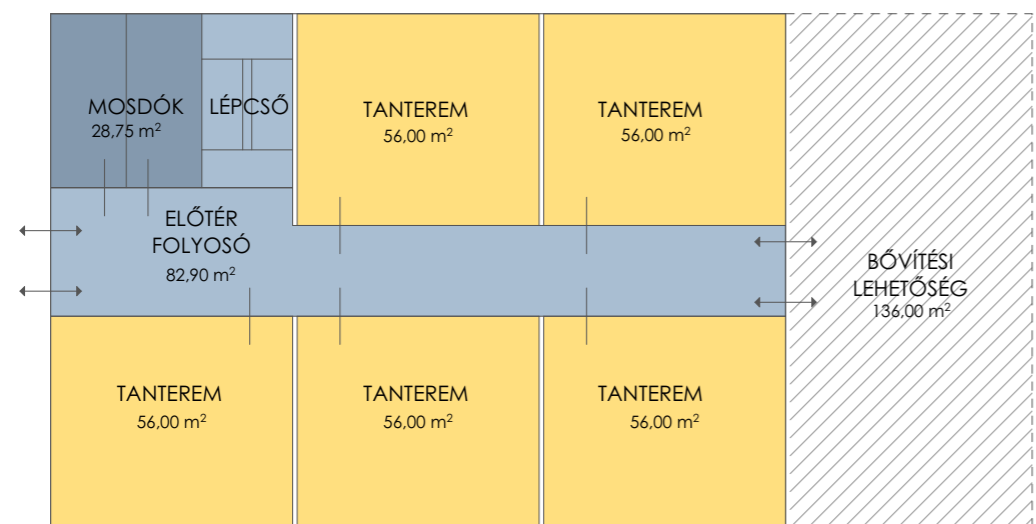 MOSDÓK
28,75 m²
LÉPCSŐ
TANTEREM
56,00 m²
TANTEREM
56,00 m²
ELŐTÉR
FOLYOSÓ
82,90 m²
BŐVÍTÉSI
LEHETŐSÉG
136,00 m²
TANTEREM
56,00 m²
TANTEREM
56,00 m²
TANTEREM
56,00 m²